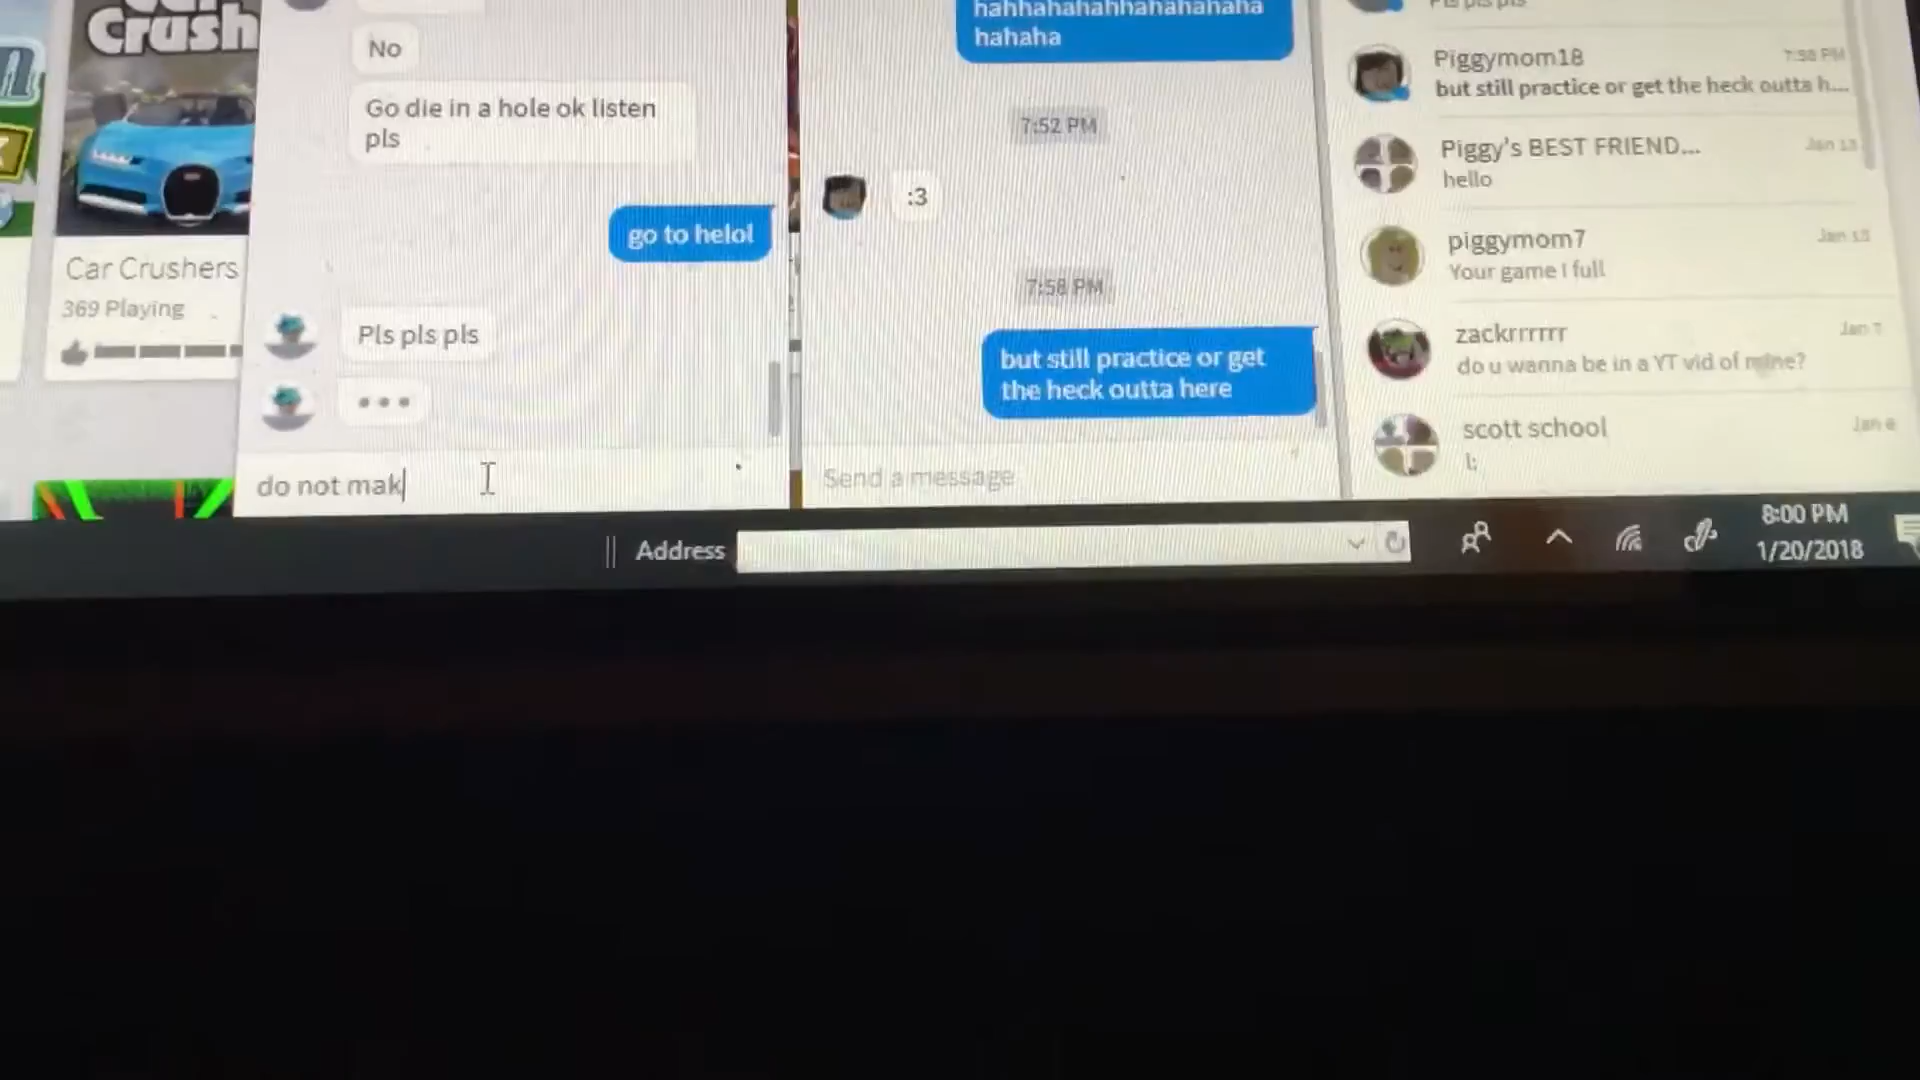 Crush
Car Crushers
369 Playing
No
Go die in a hole ok listen
pls
go to helol
Pls pls pls
do not mak
hahhahahahhahahahaha
hahaha
7:52 PM
:3
7:58 PM
but still practice or get
the heck outta here
Send a message
Pls pls pls
Piggymom18
7:58 PM
but still practice or get the heck outta h...
Piggy's BEST FRIEND...
Jan 13
hello
piggymom7
Jan 13
Your game I full
zackrrrrrr
Jan 7
do u wanna be in a YT vid of mine?
scott school
Jan 6
l:
Address
8:00 PM
1/20/2018